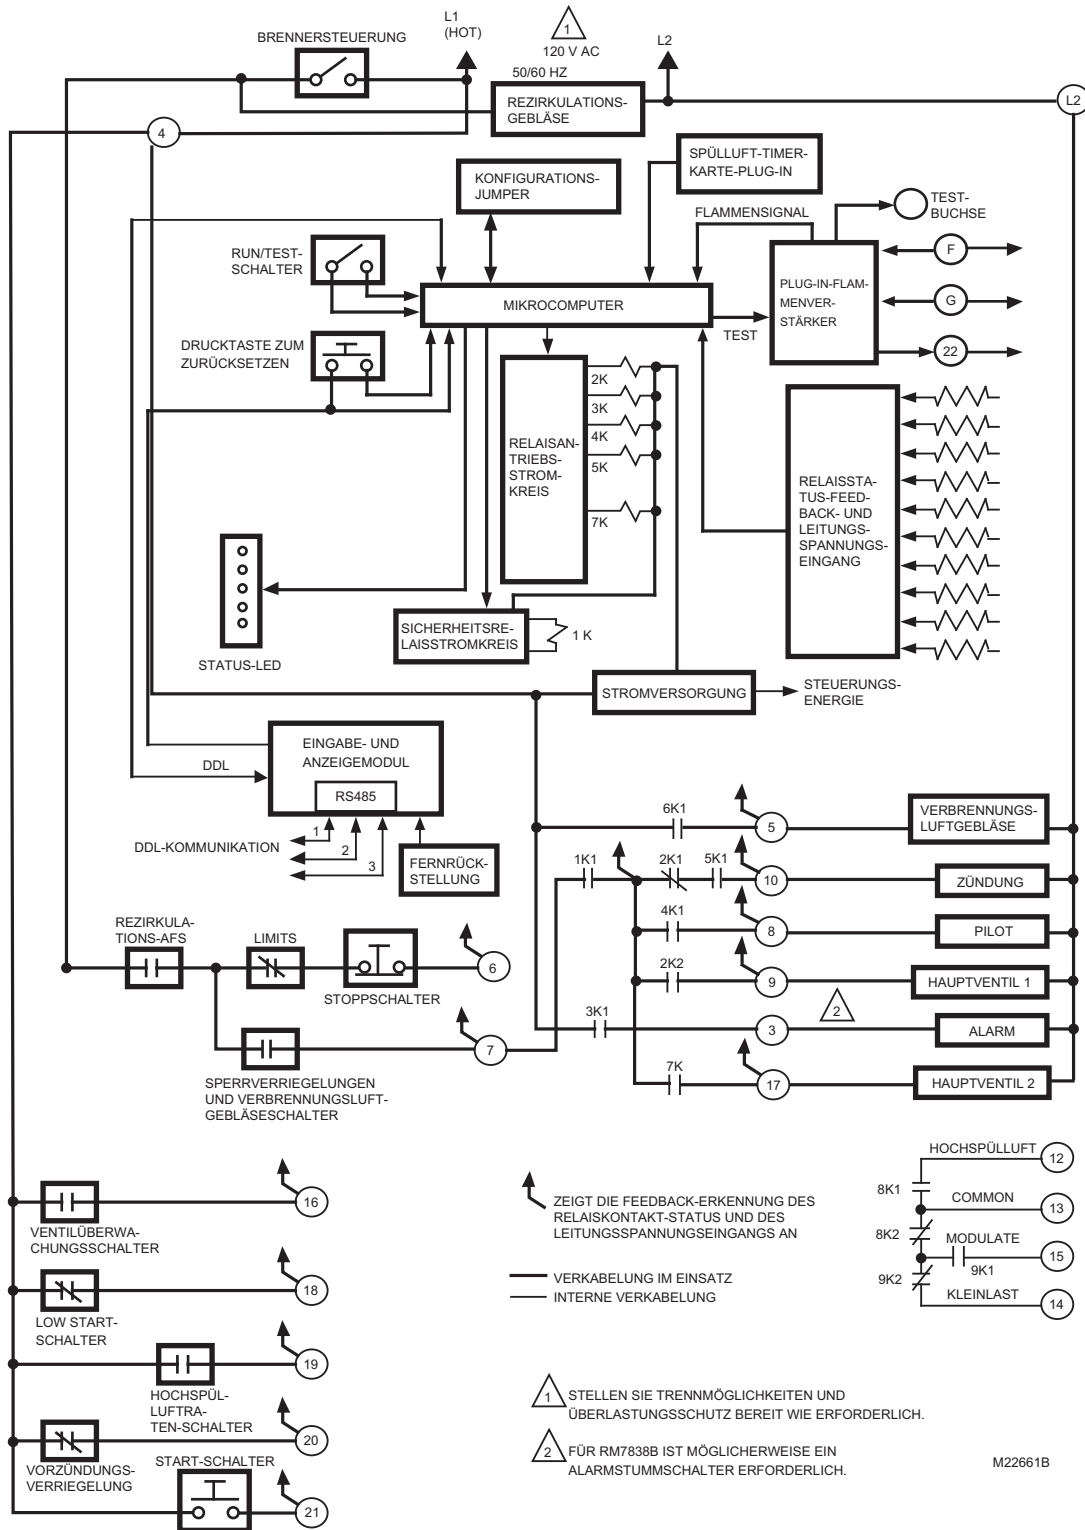 BRENNERSTEUERUNG
L1
(HOT)
1
120 V AC
50/60 HZ
L2
REZIRKULATIONS-
GEBLÄSE
L2
4
KONFIGURATIONS-
JUMPER
SPÜLLUFT-TIMER-
KARTE-PLUG-IN
FLAMMENSIGNAL
TEST-
BUCHSE
RUN/TEST-
SCHALTER
MIKROCOMPUTER
TEST
PLUG-IN-FLAM-
MENVER-
STÄRKER
F
G
22
DRUCKTASTE ZUM
ZURÜCKSETZEN
RELAISAN-
TRIEBS-
STROM-
KREIS
2K
3K
4K
5K
7K
RELAISSTA-
TUS-FEED-
BACK- UND
LEITUNGS-
SPANNUNGS-
EINGANG
STATUS-LED
SICHERHEITSRE-
LAISSTROMKREIS
1 K
STROMVERSORGUNG
STEUERUNGS-
ENERGIE
EINGABE- UND
ANZEIGEMODUL
RS485
DDL
DDL-KOMMUNIKATION
1
2
3
FERNRÜCK-
STELLUNG
6K1
5
VERBRENNUNGS-
LUFTGEBLÄSE
1K1
2K1
5K1
10
ZÜNDUNG
4K1
8
PILOT
2K2
9
HAUPTVENTIL 1
3K1
3
2
ALARM
7K
17
HAUPTVENTIL 2
REZIRKULA-
TIONS-AFS
LIMITS
STOPPSCHALTER
6
7
SPERRVERRIEGELUNGEN
UND VERBRENNUNGSLUFT-
GEBLÄSESCHALTER
VENTILÜBERWA-
CHUNGSSCHALTER
16
LOW START-
SCHALTER
18
HOCHSPÜL-
LUFTRA-
TEN-SCHALTER
19
VORZÜNDUNGS-
VERRIEGELUNG
20
START-SCHALTER
21
ZEIGT DIE FEEDBACK-ERKENNUNG DES
RELAISKONTAKT-STATUS UND DES
LEITUNGSSPANNUNGSEINGANGS AN
VERKABELUNG IM EINSATZ
INTERNE VERKABELUNG
HOCHSPÜLLUFT
12
8K1
COMMON
13
8K2
MODULATE
15
9K1
9K2
KLEINLAST
14
1 STELLEN SIE TRENNMÖGLICHKEITEN UND
ÜBERLASTUNGSSCHUTZ BEREIT WIE ERFORDERLICH.
2 FÜR RM7838B IST MÖGLICHERWEISE EIN
ALARMSTUMMSCHALTER ERFORDERLICH.
M22661B